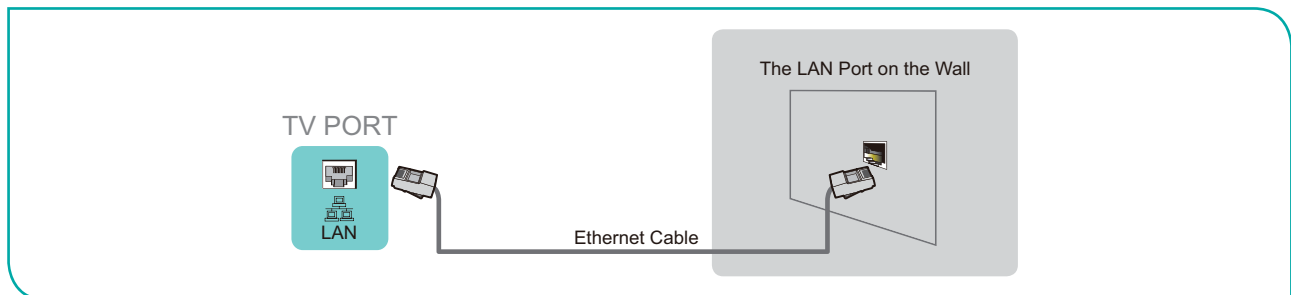 The LAN Port on the Wall
TV PORT
LAN
Ethernet Cable